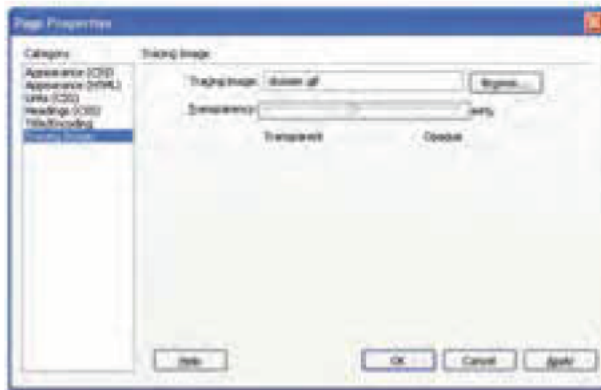 Page Properties
Category
Tracing Image
Appearance (CSS)
Appearance (HTML)
Links (CSS)
Headings (CSS)
Title/Encoding
Tracing Image
Tracing image:
Browse...
Transparency:
Transparent Opaque
Help OK Cancel Apply